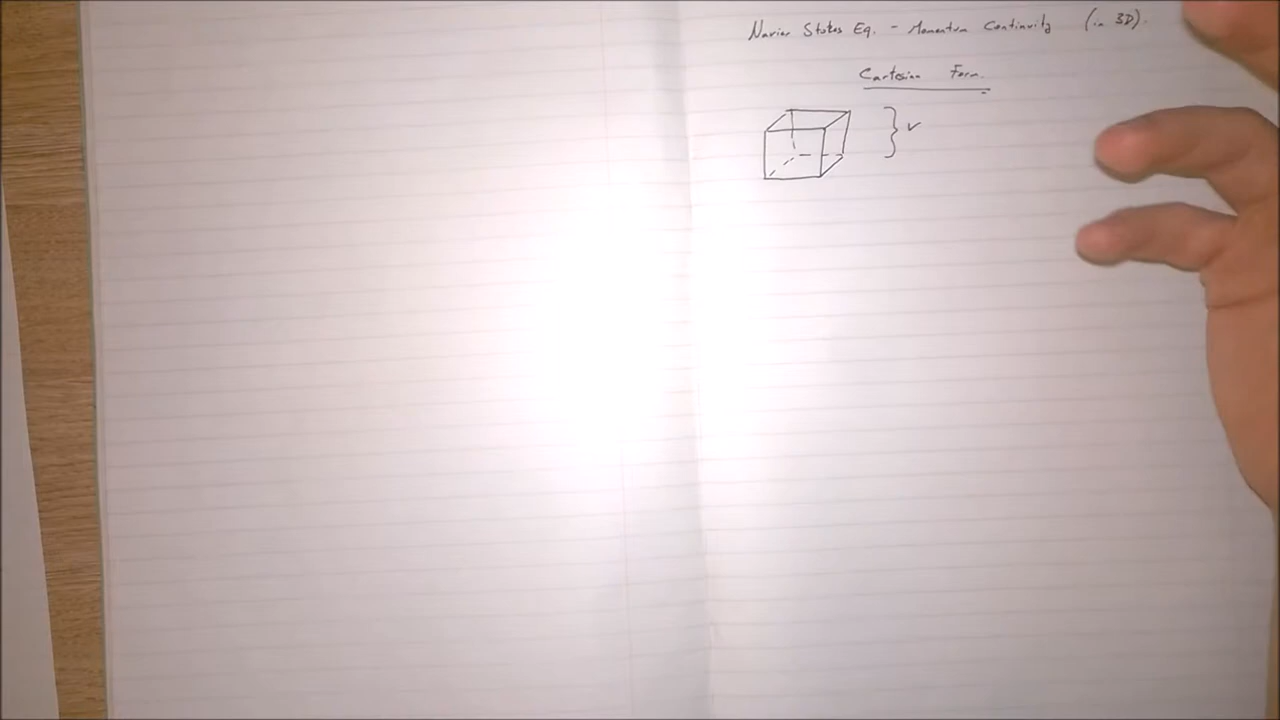 Navier Stokes Eq. - Momentum Continuity (in 3D).
Cartesian Form.
V